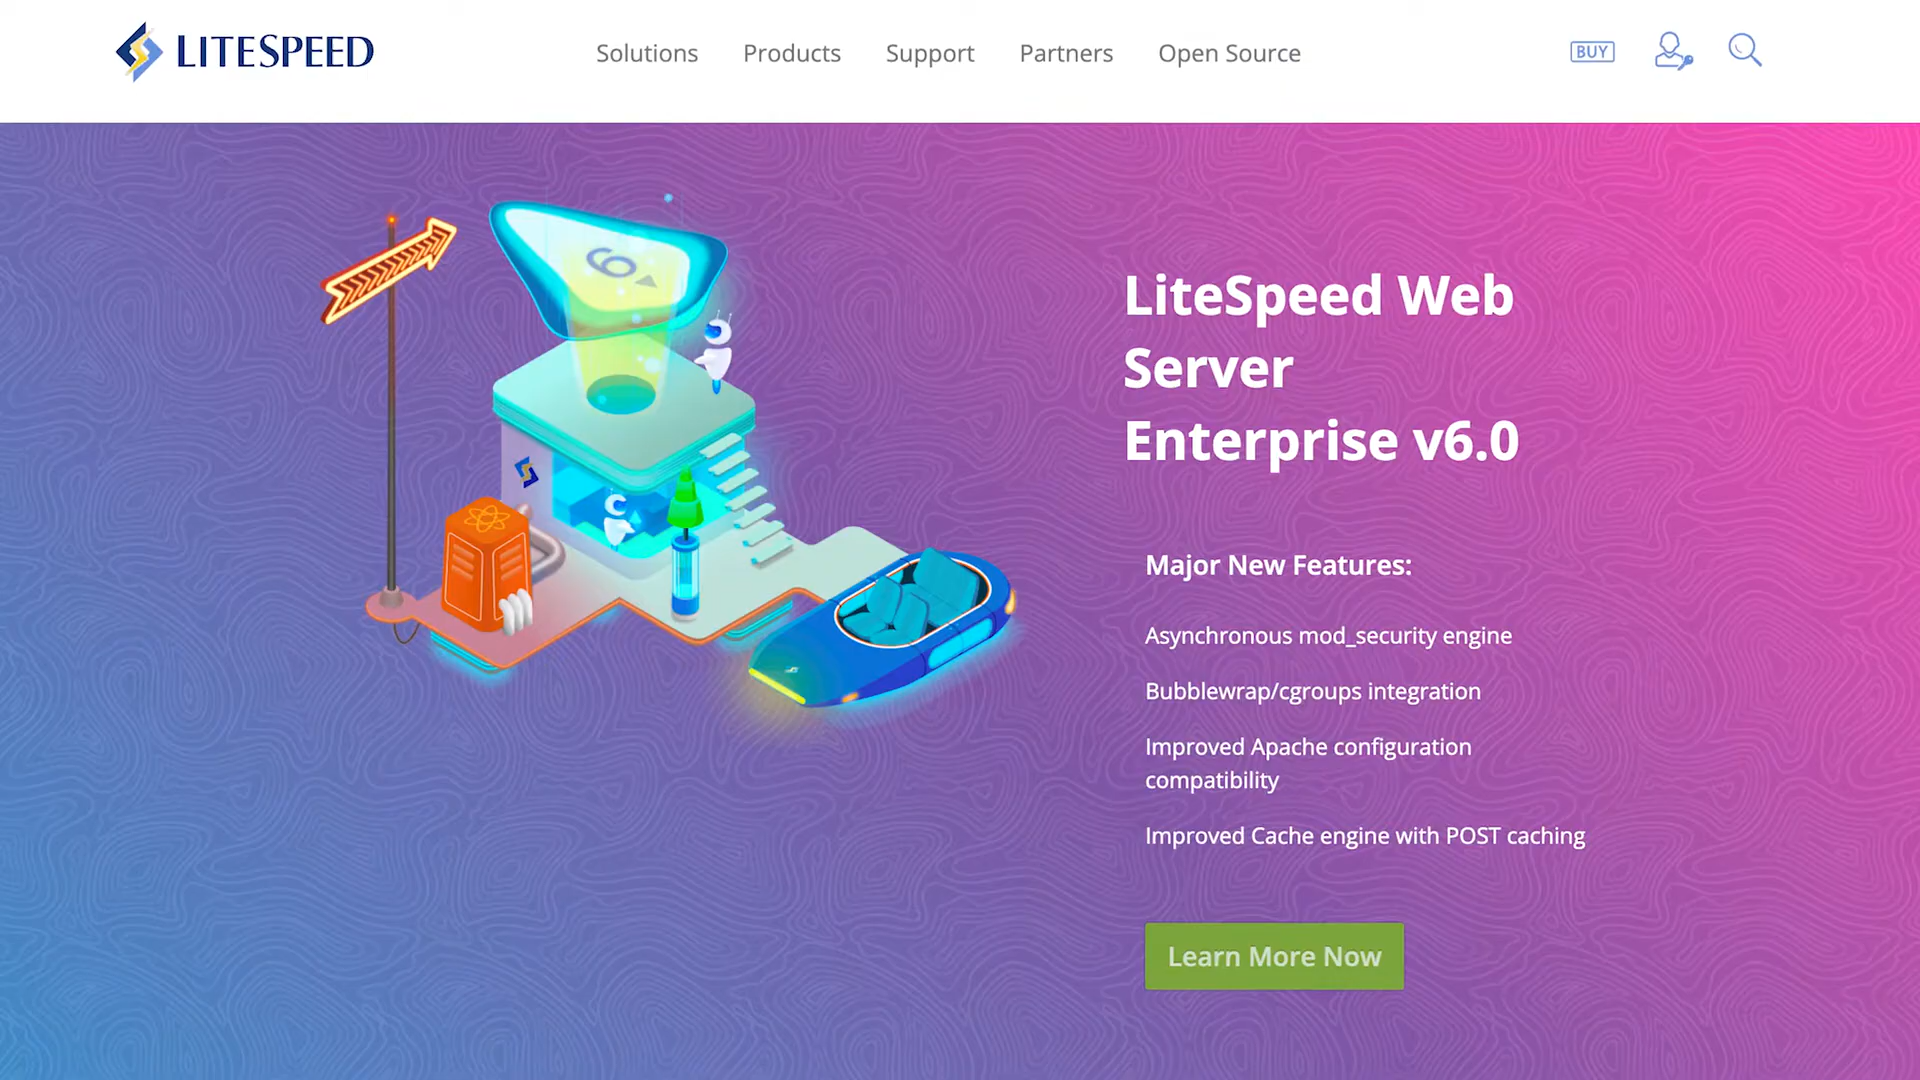 LITESPEED
Solutions Products Support Partners Open Source
BUY
6
LiteSpeed Web
Server
Enterprise v6.0
Major New Features:
Asynchronous mod_security engine
Bubblewrap/cgroups integration
Improved Apache configuration
compatibility
Improved Cache engine with POST caching
Learn More Now